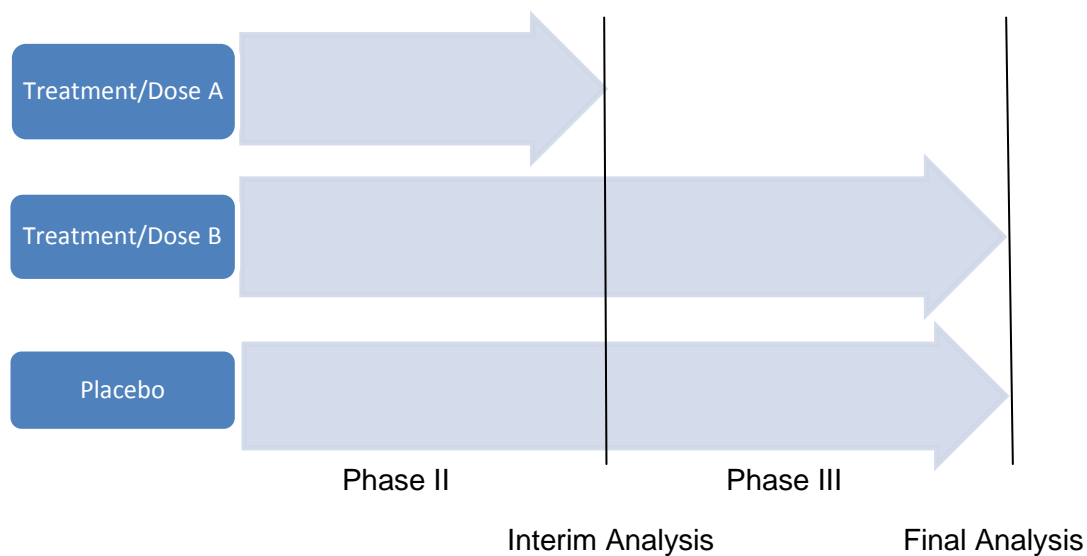 Treatment/Dose A
Treatment/Dose B
Placebo
Phase II
Phase III
Interim Analysis
Final Analysis